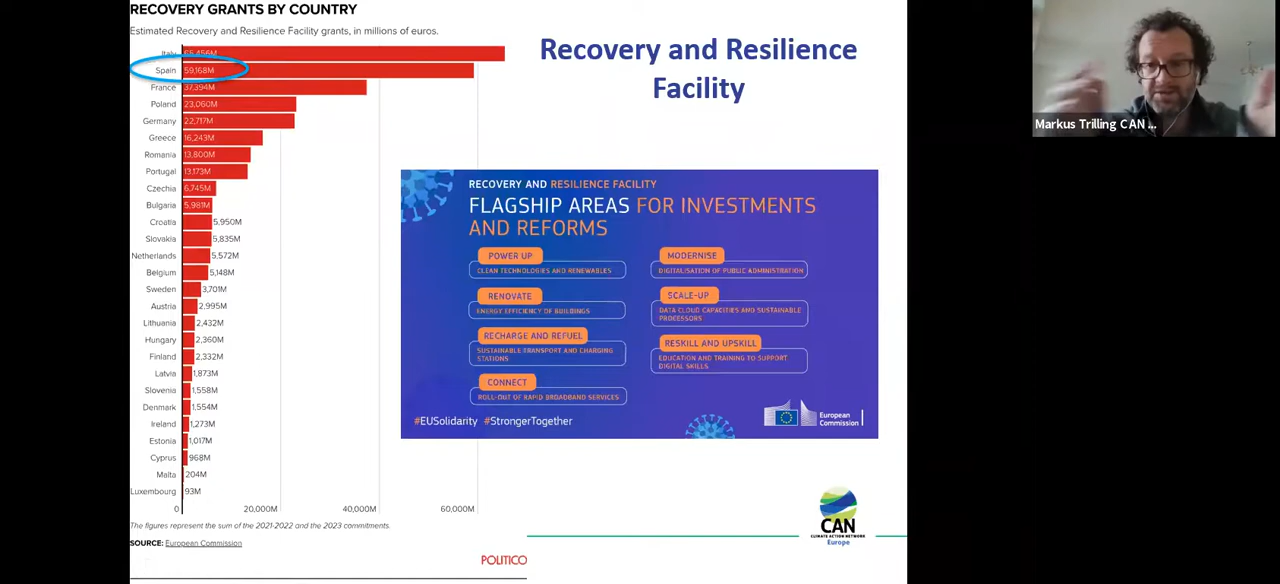 RECOVERY GRANTS BY COUNTRY
Estimated Recovery and Resilience Facility grants, in millions of euros.
Italy 65,456M
Spain 59,168M
France 37,394M
Poland 23,060M
Germany 22,717M
Greece 16,243M
Romania 13,800M
Portugal 13,173M
Czechia 6,745M
Bulgaria 5,981M
Croatia 5,950M
Slovakia 5,835M
Netherlands 5,572M
Belgium 5,148M
Sweden 3,701M
Austria 2,995M
Lithuania 2,432M
Hungary 2,360M
Finland 2,332M
Latvia 1,873M
Slovenia 1,558M
Denmark 1,554M
Ireland 1,273M
Estonia 1,017M
Cyprus 968M
Malta 204M
Luxembourg 93M
0 20,000M 40,000M 60,000M
The figures represent the sum of the 2021-2022 and the 2023 commitments.
SOURCE: European Commission
POLITICO
Recovery and Resilience
Facility
RECOVERY AND RESILIENCE FACILITY
FLAGSHIP AREAS FOR INVESTMENTS
AND REFORMS
POWER UP
CLEAN TECHNOLOGIES AND RENEWABLES
RENOVATE
ENERGY EFFICIENCY OF BUILDINGS
RECHARGE AND REFUEL
SUSTAINABLE TRANSPORT AND CHARGING
STATIONS
CONNECT
ROLL-OUT OF RAPID BROADBAND SERVICES
MODERNISE
DIGITALISATION OF PUBLIC ADMINISTRATION
SCALE-UP
DATA CLOUD CAPACITIES AND SUSTAINABLE
PROCESSORS
RESKILL AND UPSKILL
EDUCATION AND TRAINING TO SUPPORT
DIGITAL SKILLS
#EUSolidarity #StrongerTogether
European
Commission
CAN
CLIMATE ACTION NETWORK
Europe
Markus Trilling CAN ...